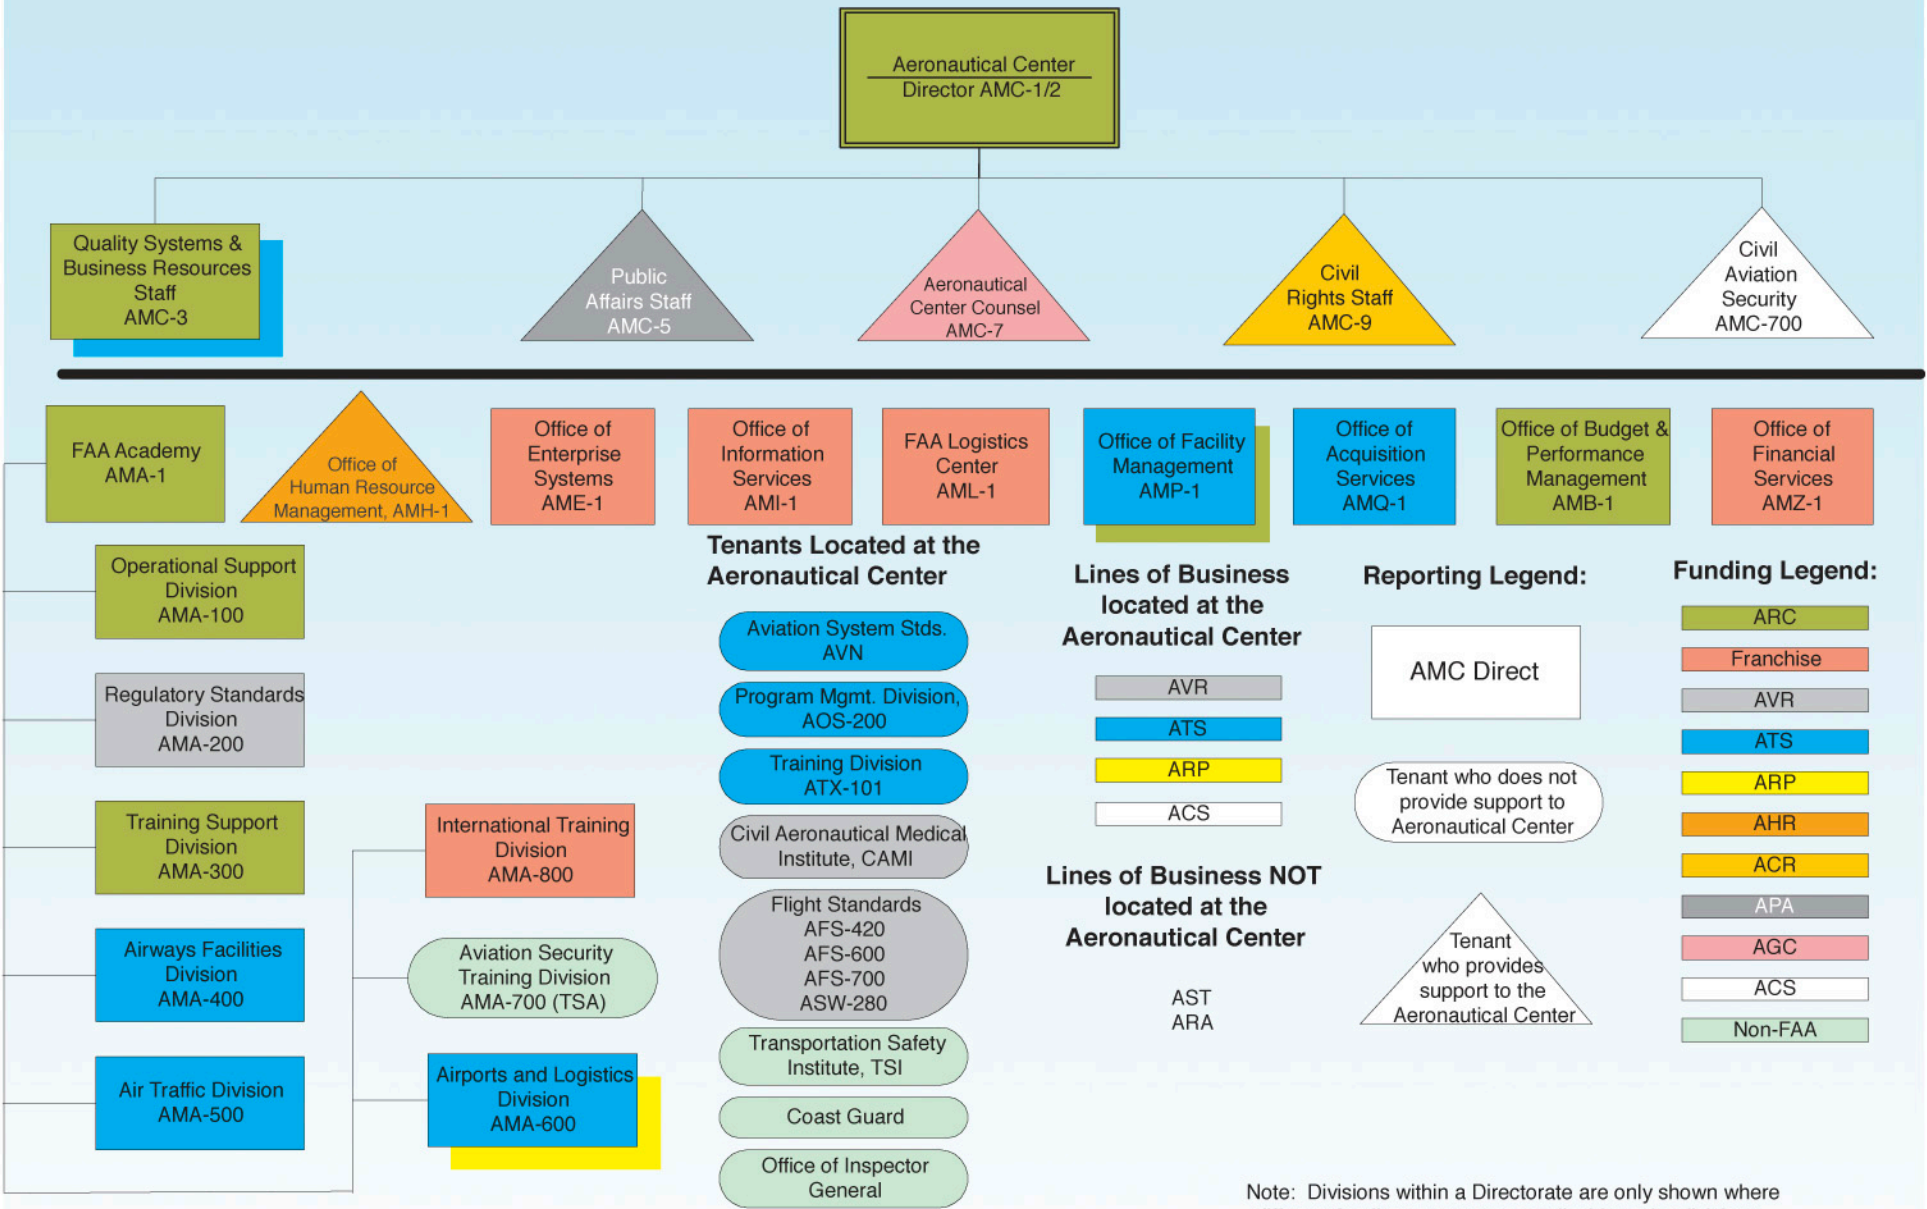 Aeronautical Center
Director AMC-1/2
Quality Systems &
Business Resources
Staff
AMC-3
Public
Affairs Staff
AMC-5
Aeronautical
Center Counsel
AMC-7
Civil
Rights Staff
AMC-9
Civil
Aviation
Security
AMC-700
FAA Academy
AMA-1
Office of
Human Resource
Management, AMH-1
Office of
Enterprise
Systems
AME-1
Office of
Information
Services
AMI-1
FAA Logistics
Center
AML-1
Office of Facility
Management
AMP-1
Office of
Acquisition
Services
AMQ-1
Office of Budget &
Performance
Management
AMB-1
Office of
Financial
Services
AMZ-1
Operational Support
Division
AMA-100
Regulatory Standards
Division
AMA-200
Training Support
Division
AMA-300
Airways Facilities
Division
AMA-400
Air Traffic Division
AMA-500
International Training
Division
AMA-800
Aviation Security
Training Division
AMA-700 (TSA)
Airports and Logistics
Division
AMA-600
Tenants Located at the
Aeronautical Center
Aviation System Stds.
AVN
Program Mgmt. Division,
AOS-200
Training Division
ATX-101
Civil Aeronautical Medical
Institute, CAMI
Flight Standards
AFS-420
AFS-600
AFS-700
ASW-280
Transportation Safety
Institute, TSI
Coast Guard
Office of Inspector
General
Lines of Business
located at the
Aeronautical Center
AVR
ATS
ARP
ACS
Lines of Business NOT
located at the
Aeronautical Center
AST
ARA
Reporting Legend:
AMC Direct
Tenant who does not
provide support to
Aeronautical Center
Tenant
who provides
support to the
Aeronautical Center
Funding Legend:
ARC
Franchise
AVR
ATS
ARP
AHR
ACR
APA
AGC
ACS
Non-FAA
Note: Divisions within a Directorate are only shown where